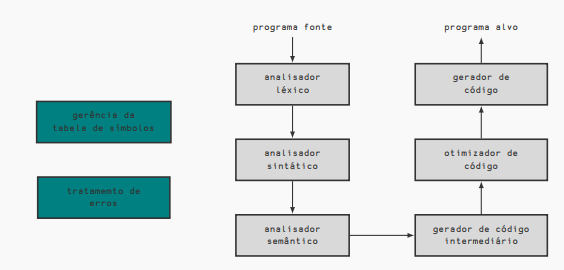 programa fonte
programa alvo
analisador
léxico
gerador de
código
gerência da
tabela de símbolos
analisador
sintático
otimizador de
código
tratamemto de
erros
analisador
semântico
gerador de código
intermediário